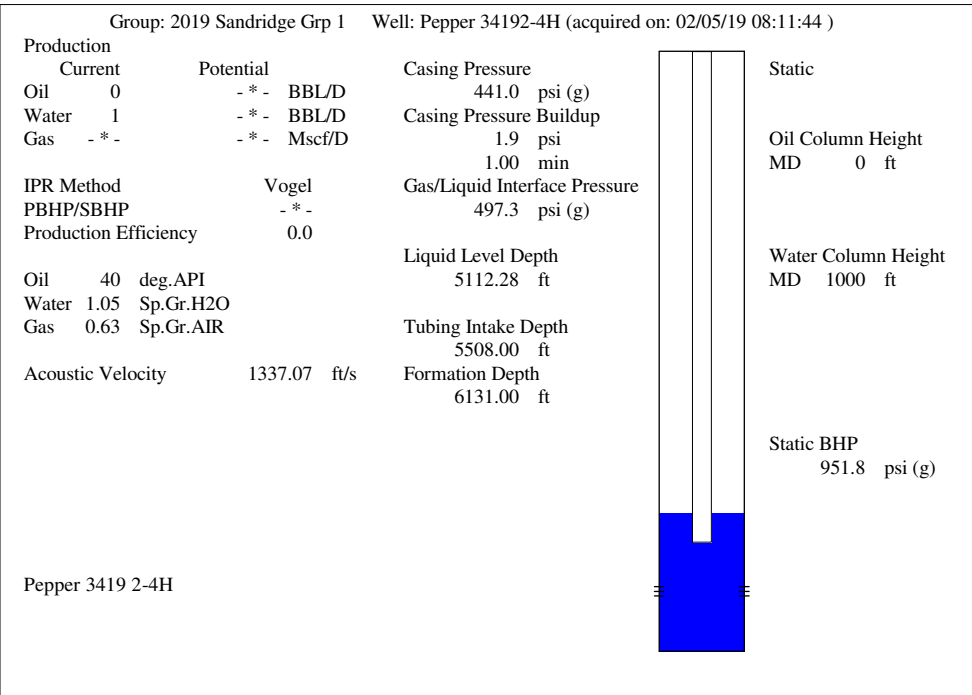 Group: 2019 Sandridge Grp 1 Well: Pepper 34192-4H (acquired on: 02/05/19 08:11:44 )
Production
Current Potential
Oil 0 - * - BBL/D
Water 1 - * - BBL/D
Gas - * - - * - Mscf/D
IPR Method Vogel
PBHP/SBHP - * -
Production Efficiency 0.0
Oil 40 deg.API
Water 1.05 Sp.Gr.H2O
Gas 0.63 Sp.Gr.AIR
Acoustic Velocity 1337.07 ft/s
Casing Pressure
441.0 psi (g)
Casing Pressure Buildup
1.9 psi
1.00 min
Gas/Liquid Interface Pressure
497.3 psi (g)
Liquid Level Depth
5112.28 ft
Tubing Intake Depth
5508.00 ft
Formation Depth
6131.00 ft
Static
Oil Column Height
MD 0 ft
Water Column Height
MD 1000 ft
Static BHP
951.8 psi (g)
Pepper 3419 2-4H